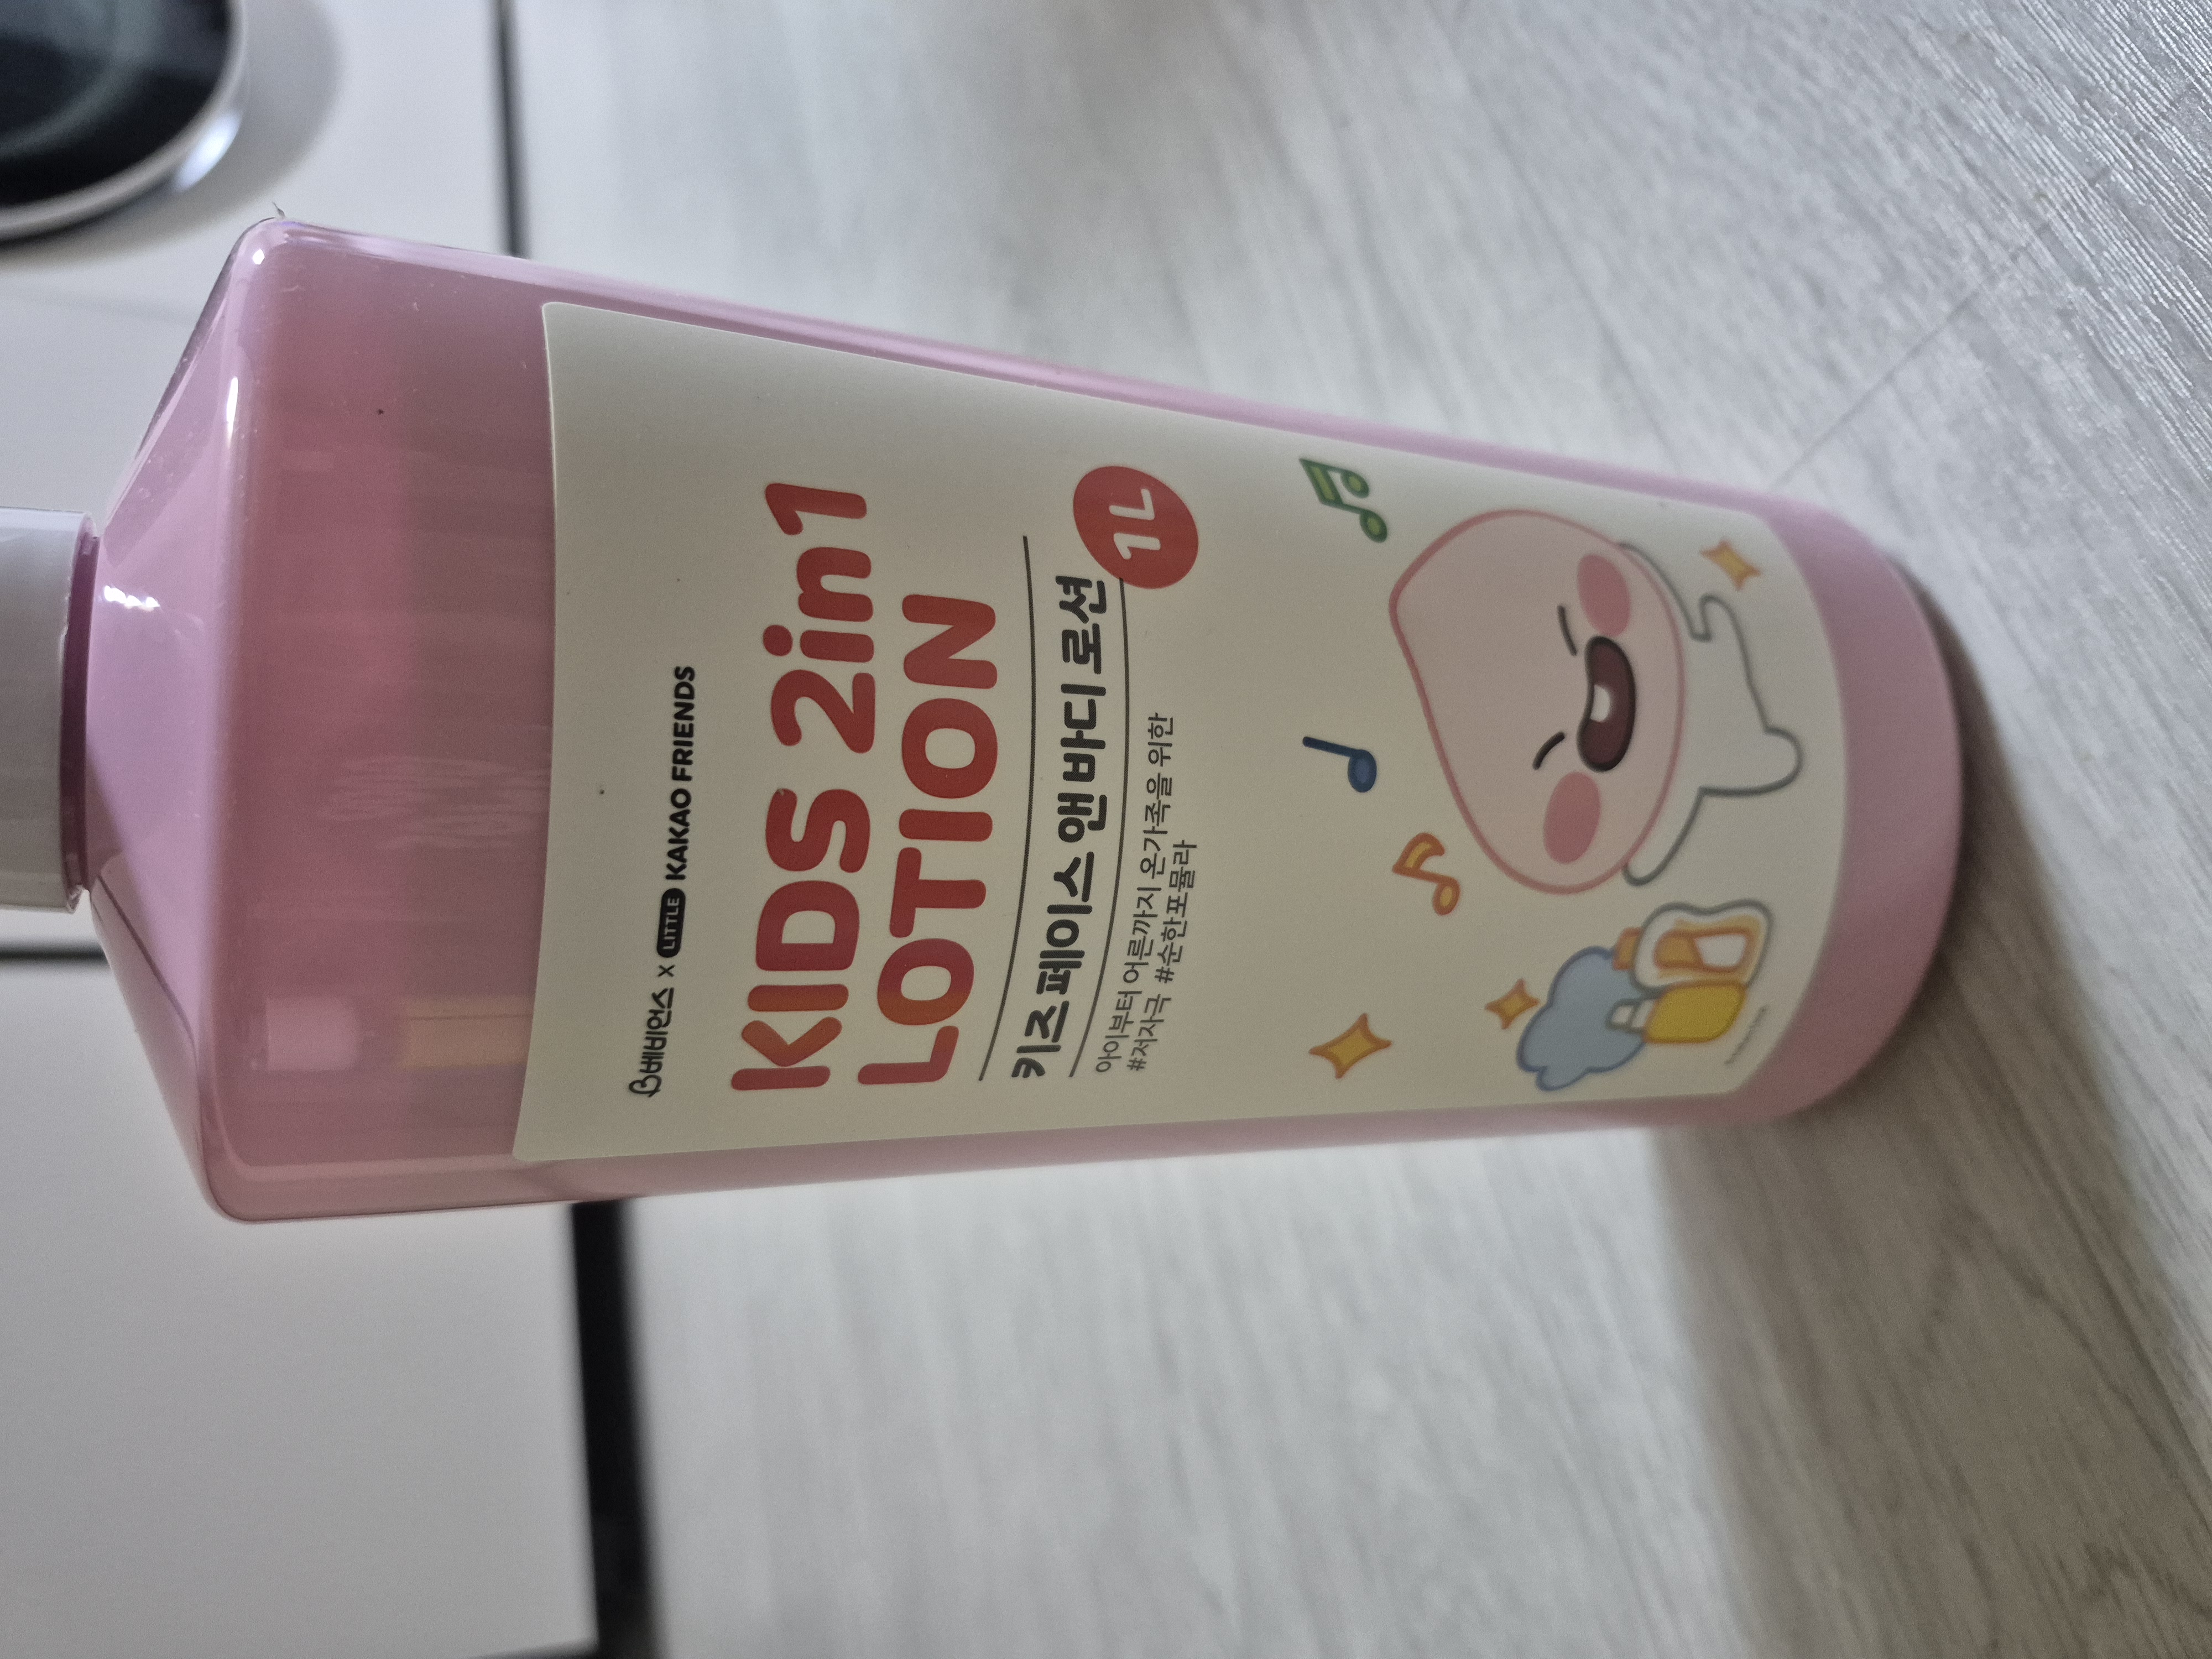 베비언스 X LITTLE KAKAO FRIENDS
KIDS 2in1
LOTION
키즈 페이스 앤 바디 로션
1L
아이부터 어른까지 온가족을 위한
#저자극 #순한포뮬라